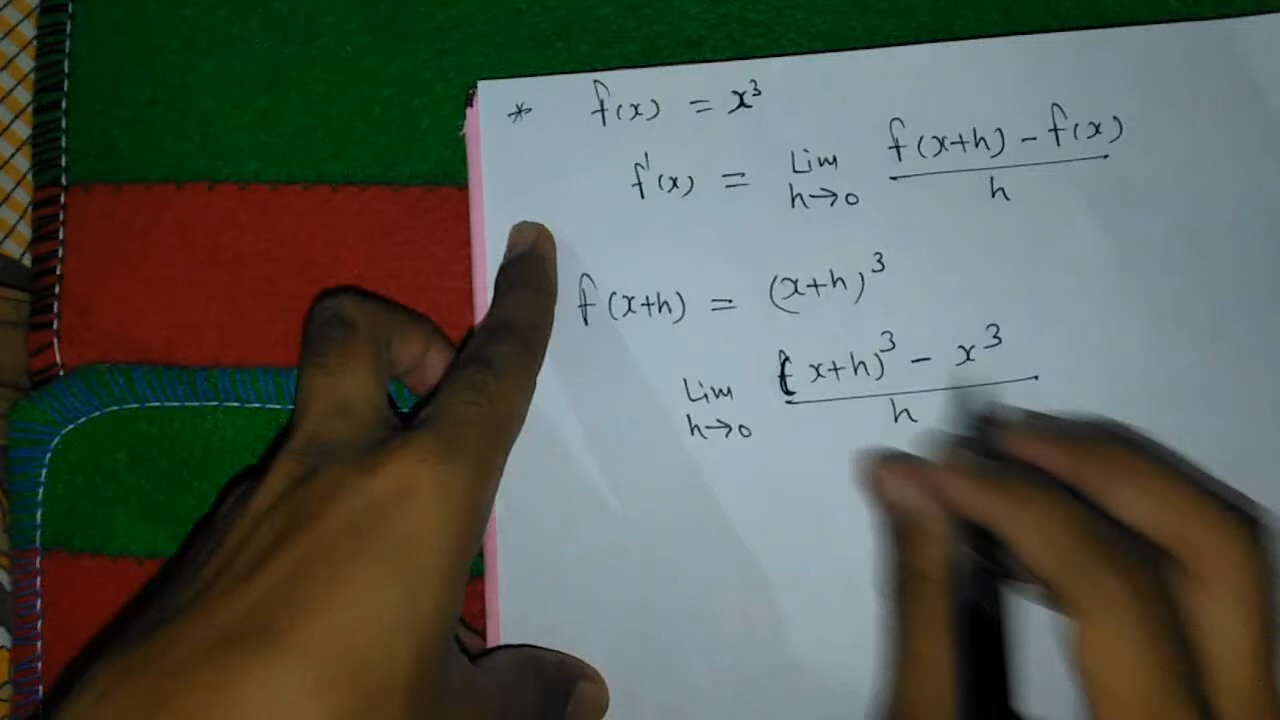 * f(x) = x³
f'(x) = Lim h→0 f(x+h) - f(x) / h
f(x+h) = (x+h)³
Lim h→0 (x+h)³ - x³ / h